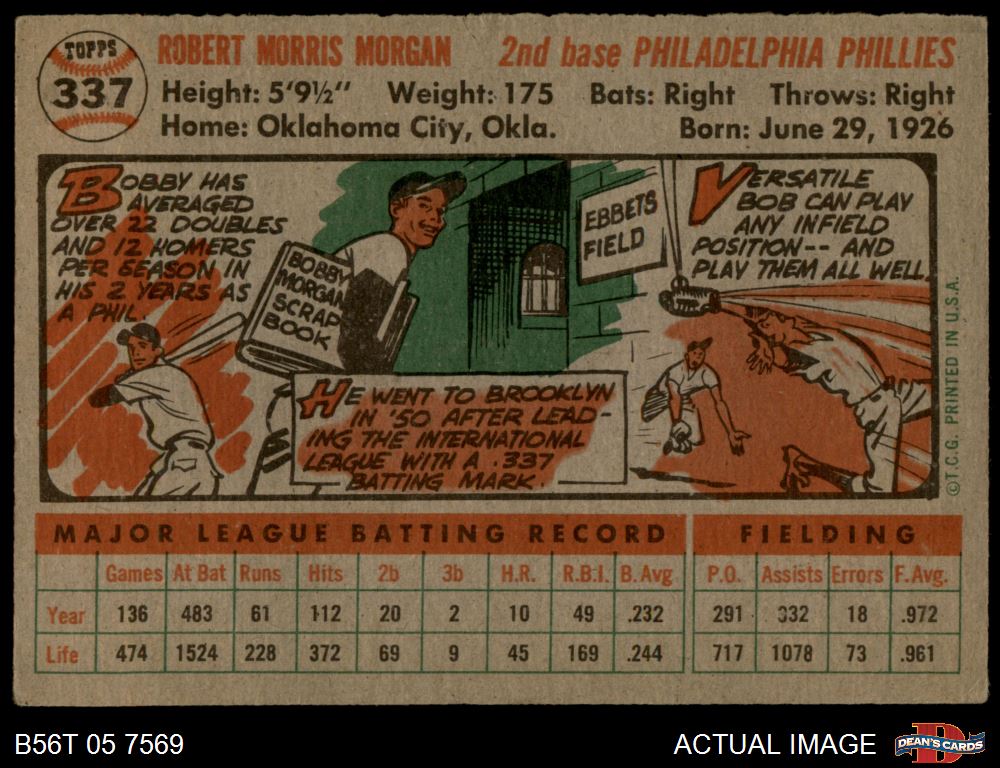 TOPPS
337
ROBERT MORRIS MORGAN 2nd base PHILADELPHIA PHILLIES
Height: 5'9½" Weight: 175 Bats: Right Throws: Right
Home: Oklahoma City, Okla. Born: June 29, 1926
BOBBY HAS
AVERAGED
OVER 22 DOUBLES
AND 12 HOMERS
PER SEASON IN
HIS 2 YEARS AS
A PHIL.
BOBBY
MORGAN
SCRAP
BOOK
EBBETS
FIELD
HE WENT TO BROOKLYN
IN '50 AFTER LEAD-
ING THE INTERNATIONAL
LEAGUE WITH A .337
BATTING MARK.
VERSATILE
BOB CAN PLAY
ANY INFIELD
POSITION-- AND
PLAY THEM ALL WELL.
©T.C.G. PRINTED IN U.S.A.
MAJOR LEAGUE BATTING RECORD FIELDING
Games At Bat Runs Hits 2b 3b H.R. R.B.I. B.Avg P.O. Assists Errors F.Avg.
Year 136 483 61 112 20 2 10 49 .232 291 332 18 .972
Life 474 1524 228 372 69 9 45 169 .244 717 1078 73 .961
B56T 05 7569 ACTUAL IMAGE
D
DEAN'S CARDS